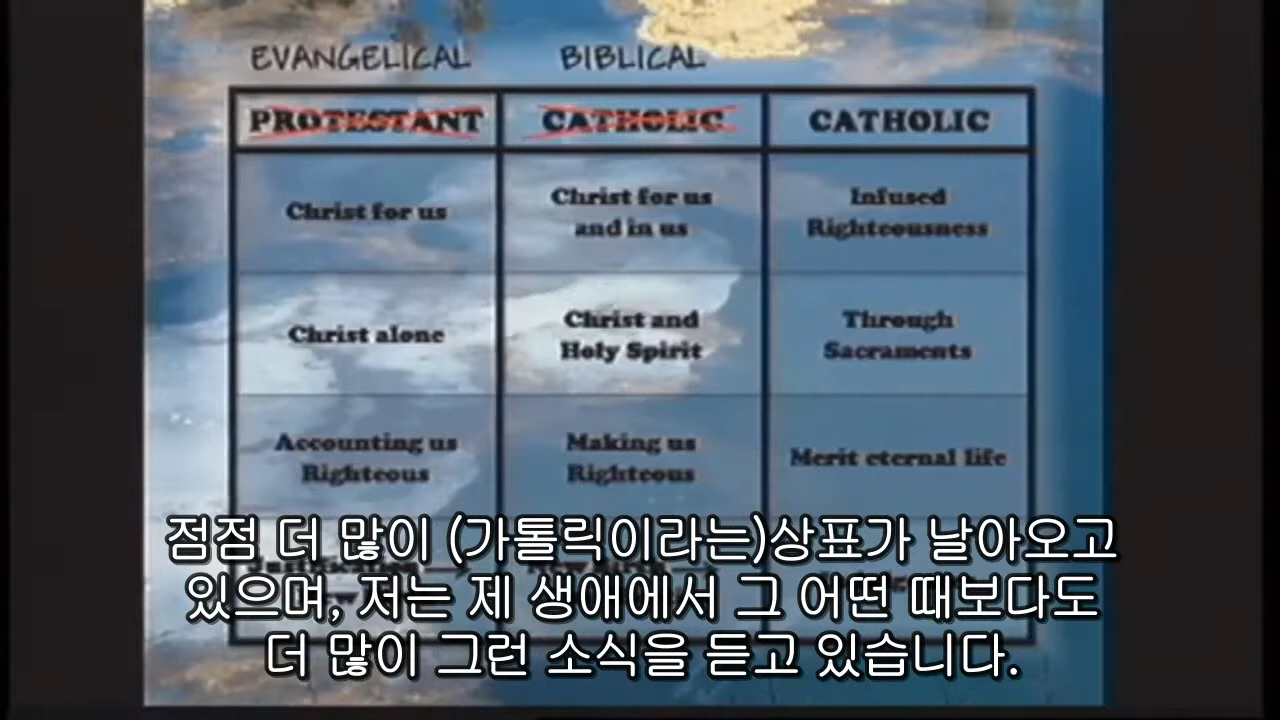 EVANGELICAL
BIBLICAL
PROTESTANT
CATHOLIC
CATHOLIC
Christ for us
Christ for us
and in us
Infused
Righteousness
Christ alone
Christ and
Holy Spirit
Through
Sacraments
Accounting us
Righteous
Making us
Righteous
Merit eternal life
점점 더 많이 (가톨릭이라는)상표가 날아오고
있으며, 저는 제 생애에서 그 어떤 때보다도
더 많이 그런 소식을 듣고 있습니다.